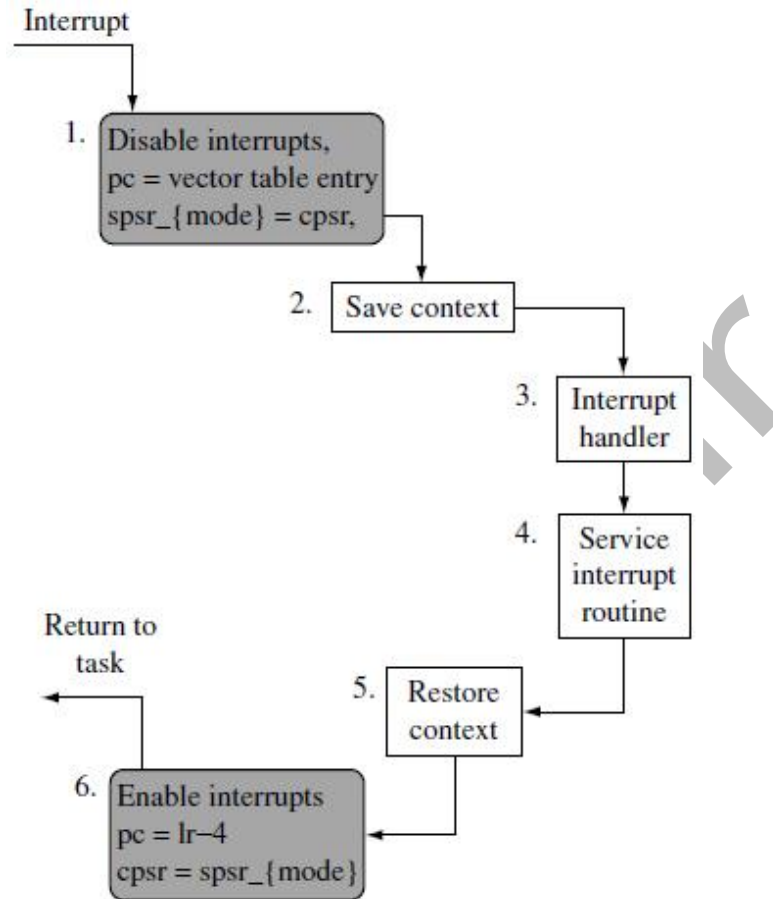 Interrupt
1.
Disable interrupts,
pc = vector table entry
spsr_{mode} = cpsr,
2.
Save context
3.
Interrupt
handler
4.
Service
interrupt
routine
5.
Restore
context
6.
Enable interrupts
pc = lr–4
cpsr = spsr_{mode}
Return to
task